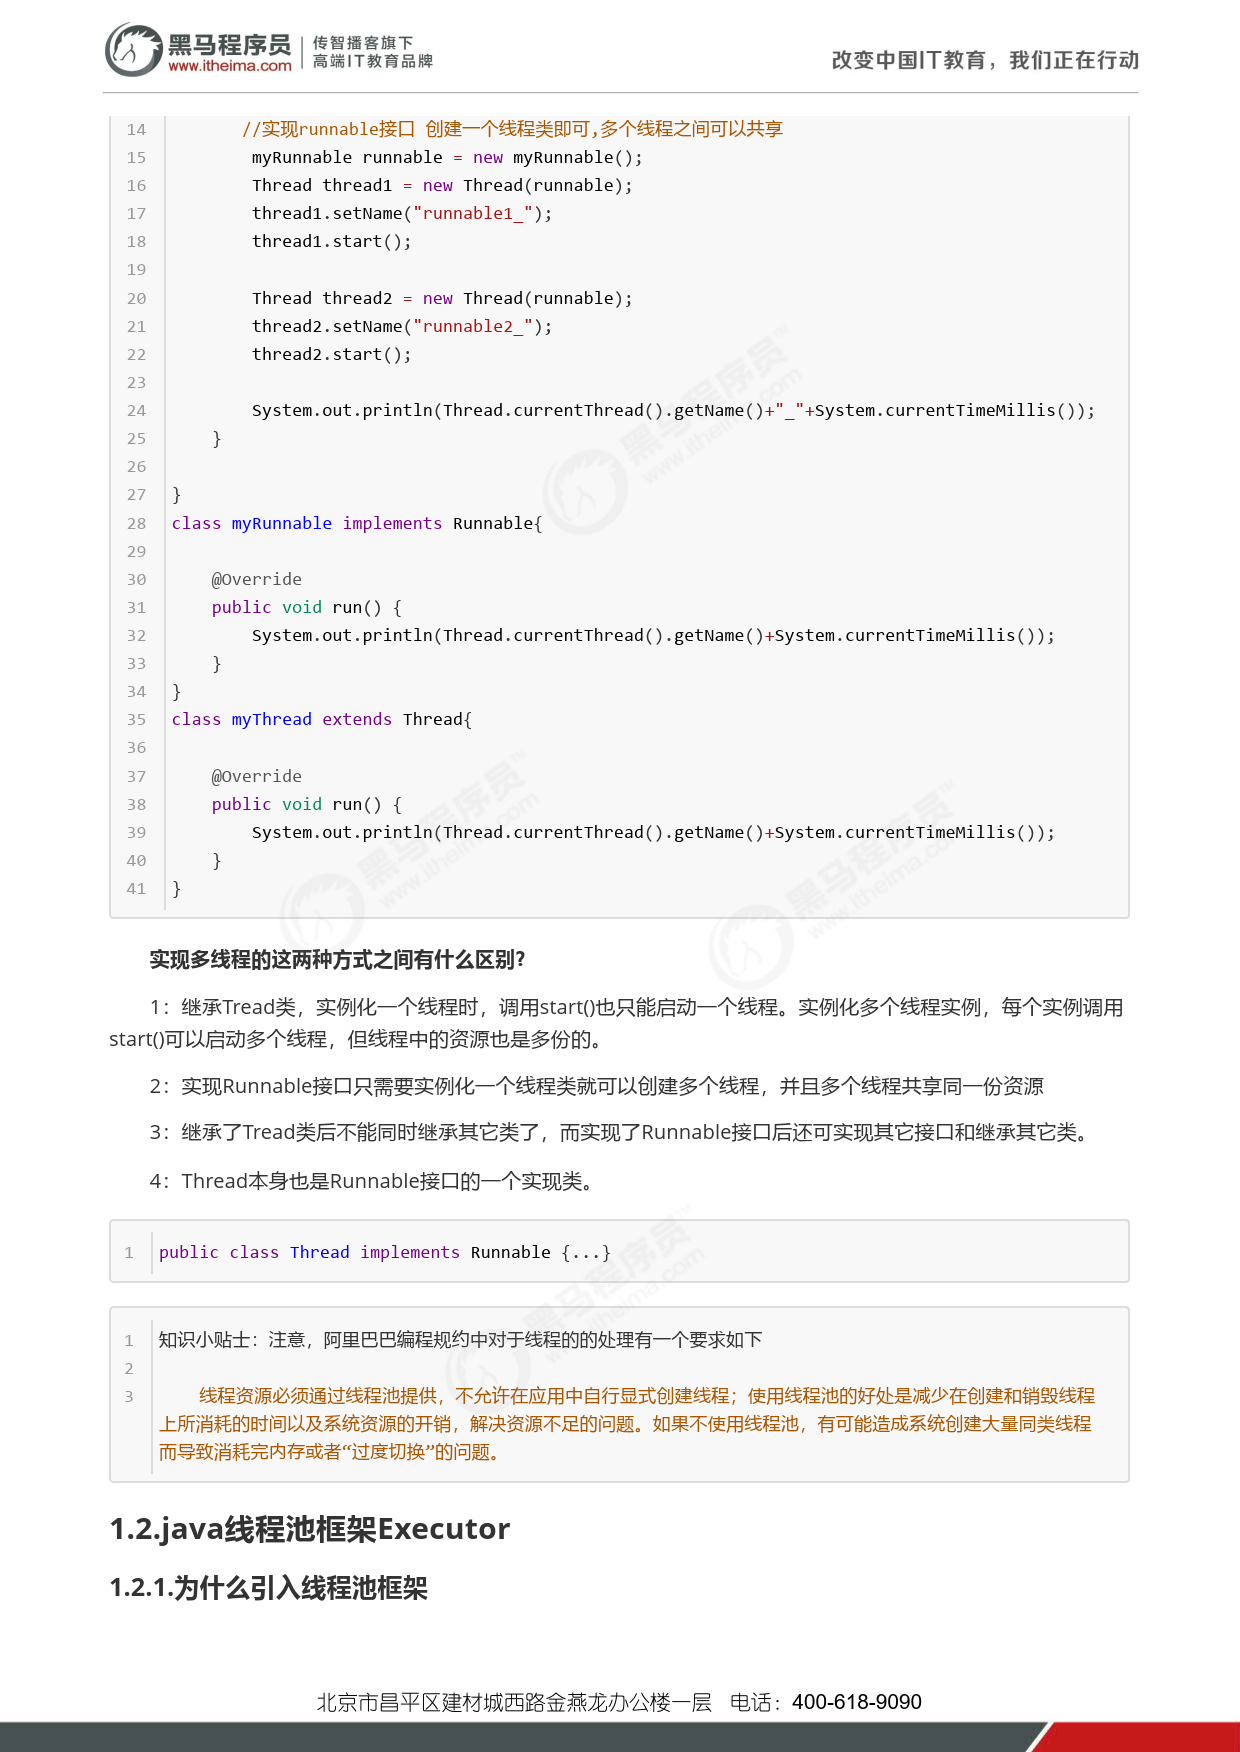 黑马程序员
www.itheima.com
传智播客旗下
高端IT教育品牌
改变中国IT教育，我们正在行动
14 //实现runnable接口 创建一个线程类即可,多个线程之间可以共享
15 myRunnable runnable = new myRunnable();
16 Thread thread1 = new Thread(runnable);
17 thread1.setName("runnable1_");
18 thread1.start();
19
20 Thread thread2 = new Thread(runnable);
21 thread2.setName("runnable2_");
22 thread2.start();
23
24 System.out.println(Thread.currentThread().getName()+"_"+System.currentTimeMillis());
25 }
26
27 }
28 class myRunnable implements Runnable{
29
30 @Override
31 public void run() {
32 System.out.println(Thread.currentThread().getName()+System.currentTimeMillis());
33 }
34 }
35 class myThread extends Thread{
36
37 @Override
38 public void run() {
39 System.out.println(Thread.currentThread().getName()+System.currentTimeMillis());
40 }
41 }
实现多线程的这两种方式之间有什么区别?
1：继承Tread类，实例化一个线程时，调用start()也只能启动一个线程。实例化多个线程实例，每个实例调用
start()可以启动多个线程，但线程中的资源也是多份的。
2：实现Runnable接口只需要实例化一个线程类就可以创建多个线程，并且多个线程共享同一份资源
3：继承了Tread类后不能同时继承其它类了，而实现了Runnable接口后还可实现其它接口和继承其它类。
4：Thread本身也是Runnable接口的一个实现类。
1 public class Thread implements Runnable {...}
1 知识小贴士：注意，阿里巴巴编程规约中对于线程的的处理有一个要求如下
2
3 线程资源必须通过线程池提供，不允许在应用中自行显式创建线程；使用线程池的好处是减少在创建和销毁线程
上所消耗的时间以及系统资源的开销，解决资源不足的问题。如果不使用线程池，有可能造成系统创建大量同类线程
而导致消耗完内存或者“过度切换”的问题。
1.2.java线程池框架Executor
1.2.1.为什么引入线程池框架
北京市昌平区建材城西路金燕龙办公楼一层 电话：400-618-9090